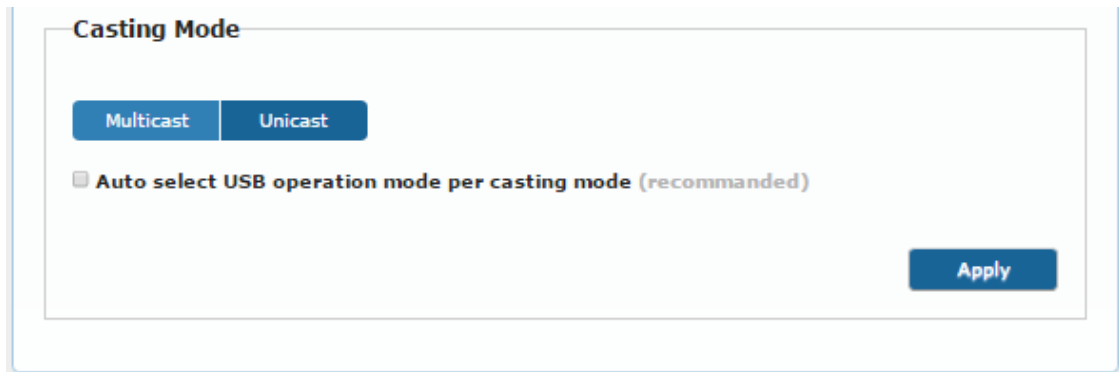 Casting Mode
Multicast Unicast
Auto select USB operation mode per casting mode (recommanded)
Apply